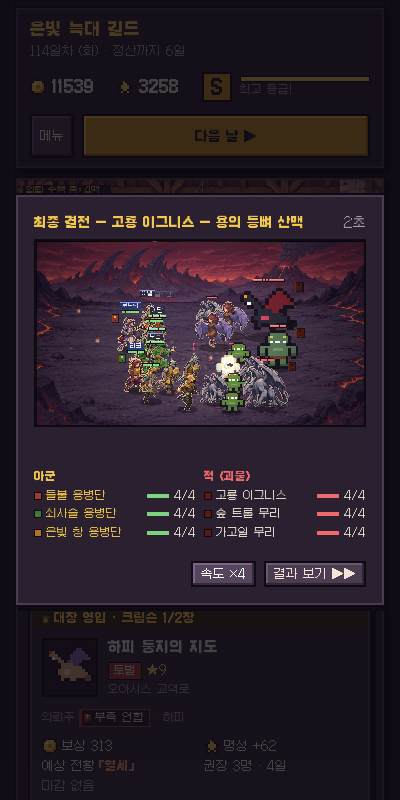 은빛 늑대 길드
114일차 (화) · 정산까지 6일
11539 3258 S 최고 등급!
메뉴 다음 날 ▶
최종 결전 — 고룡 이그니스 — 용의 등뼈 산맥 2초
아군 적 (괴물)
들불 용병단 4/4 고룡 이그니스 4/4
쇠사슬 용병단 4/4 숲 트롤 무리 4/4
은빛 창 용병단 4/4 가고일 무리 4/4
속도 ×4 결과 보기 ▶▶
대장 영입 · 크림슨 1/2장
하피 둥지의 지도
토벌 ★9
오아시스 교역로
의뢰주 부족 연합 · 하피
보상 313 명성 +62
예상 전황 「열세」 권장 3명 · 4일
마감 없음